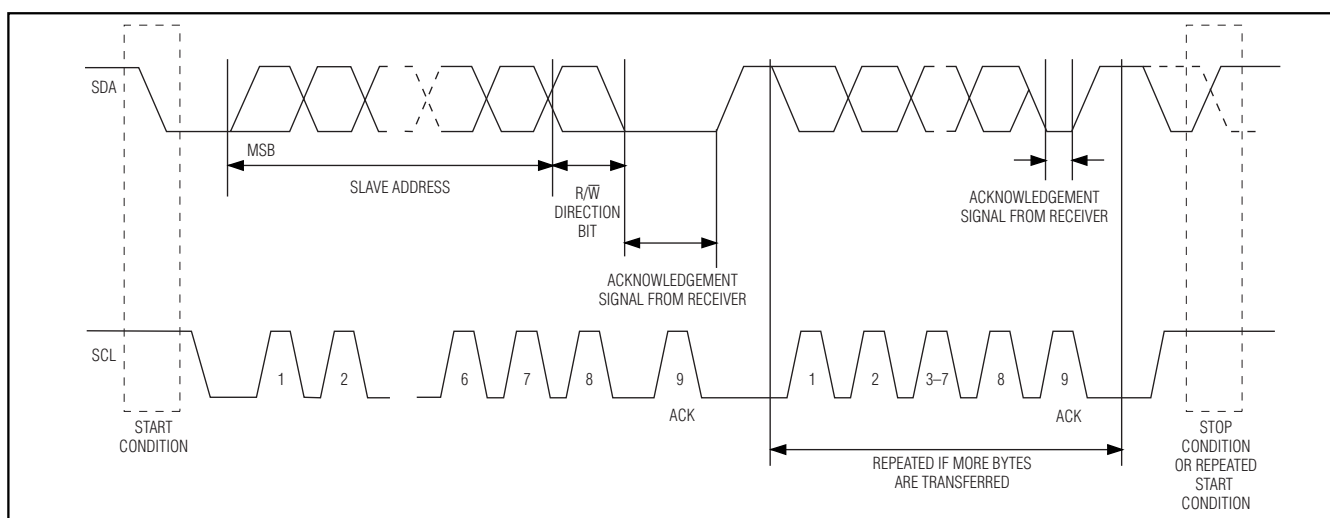 SDA
MSB
SLAVE ADDRESS
R/W̅
DIRECTION
BIT
ACKNOWLEDGEMENT
SIGNAL FROM RECEIVER
ACKNOWLEDGEMENT
SIGNAL FROM RECEIVER
SCL
1 2 6 7 8 9 1 2 3–7 8 9
ACK ACK
START
CONDITION
REPEATED IF MORE BYTES
ARE TRANSFERRED
STOP
CONDITION
OR REPEATED
START
CONDITION